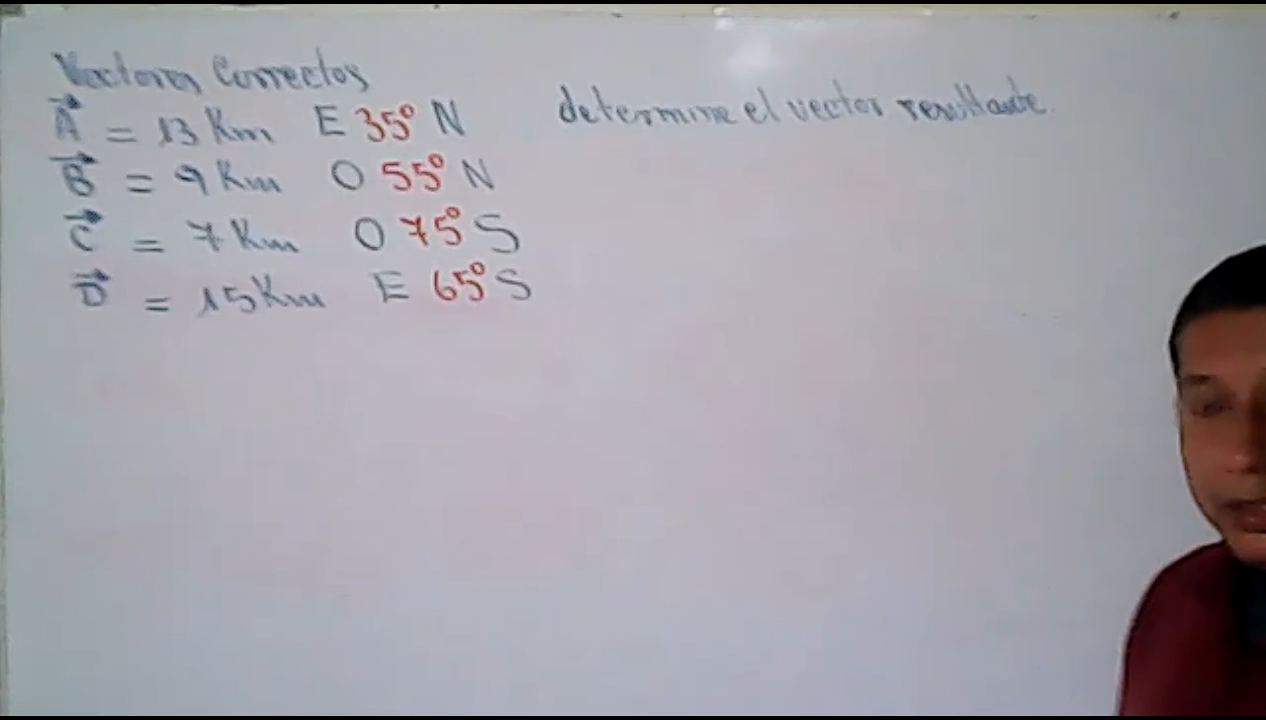 Vectores Correctos
A = 13 Km E 35° N
determine el vector resultante.
B = 9 Km O 55° N
C = 7 Km O 75° S
D = 15 Km E 65° S